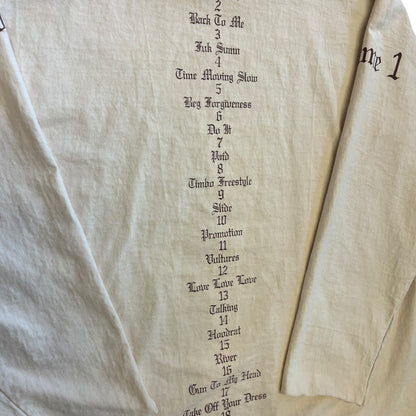 2
Back To Me
3
Fuk Sumn
4
Time Moving Slow
5
Beg Forgiveness
6
Do It
7
Paid
8
Timbo Freestyle
9
Slide
10
Promotion
11
Vultures
12
Love Love Love
13
Talking
14
Hoodrat
15
River
16
Gun To My Head
17
Take Off Your Dress
18
me 1